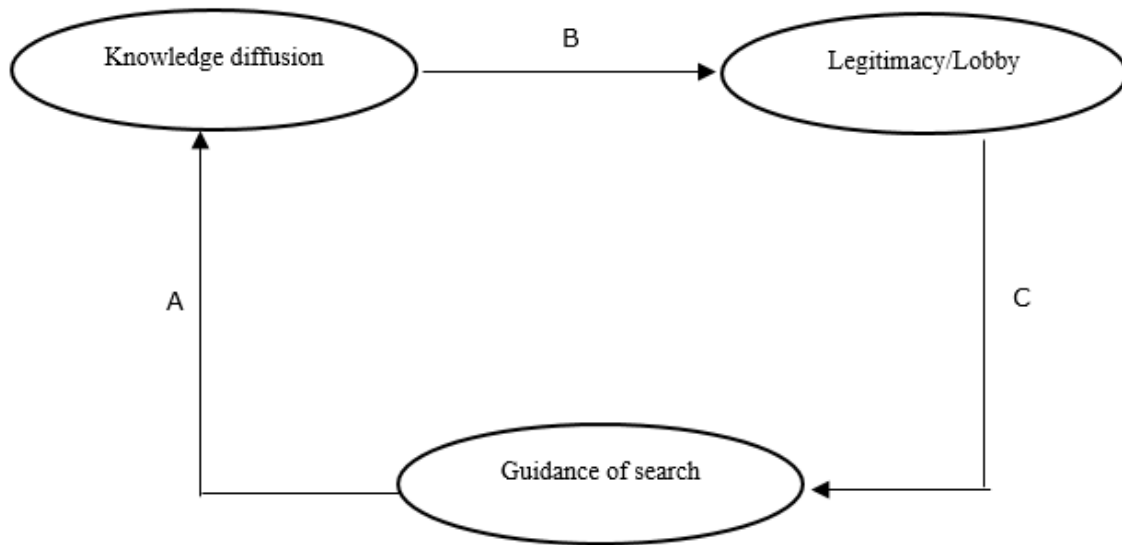 B
Knowledge diffusion
Legitimacy/Lobby
A
C
Guidance of search